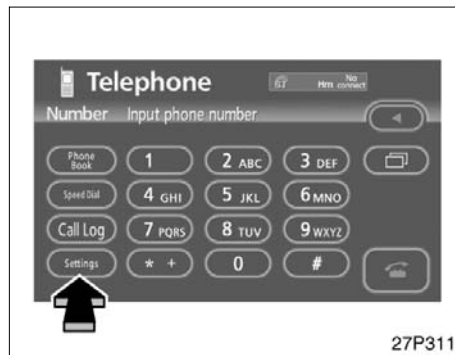 Telephone
BT Hm No connect
Number Input phone number
Phone Book 1 2 ABC 3 DEF
Speed Dial 4 GHI 5 JKL 6 MNO
Call Log 7 PQRS 8 TUV 9 WXYZ
Settings * + 0 #
27P311